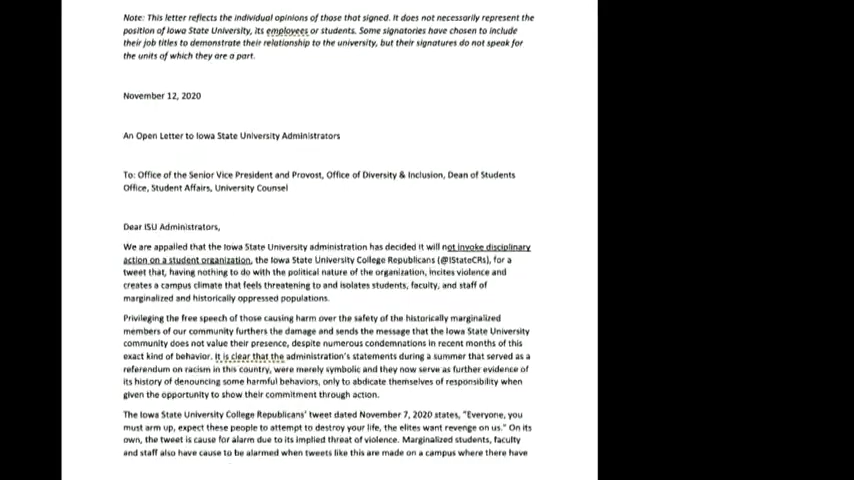 Note: This letter reflects the individual opinions of those that signed. It does not necessarily represent the
position of Iowa State University, its employees or students. Some signatories have chosen to include
their job titles to demonstrate their relationship to the university, but their signatures do not speak for
the units of which they are a part.
November 12, 2020
An Open Letter to Iowa State University Administrators
To: Office of the Senior Vice President and Provost, Office of Diversity & Inclusion, Dean of Students
Office, Student Affairs, University Counsel
Dear ISU Administrators,
We are appalled that the Iowa State University administration has decided it will not invoke disciplinary
action on a student organization, the Iowa State University College Republicans (@IStateCRs), for a
tweet that, having nothing to do with the political nature of the organization, incites violence and
creates a campus climate that feels threatening to and isolates students, faculty, and staff of
marginalized and historically oppressed populations.
Privileging the free speech of those causing harm over the safety of the historically marginalized
members of our community furthers the damage and sends the message that the Iowa State University
community does not value their presence, despite numerous condemnations in recent months of this
exact kind of behavior. It is clear that the administration's statements during a summer that served as a
referendum on racism in this country, were merely symbolic and they now serve as further evidence of
its history of denouncing some harmful behaviors, only to abdicate themselves of responsibility when
given the opportunity to show their commitment through action.
The Iowa State University College Republicans' tweet dated November 7, 2020 states, "Everyone, you
must arm up, expect these people to attempt to destroy your life, the elites want revenge on us." On its
own, the tweet is cause for alarm due to its implied threat of violence. Marginalized students, faculty
and staff also have cause to be alarmed when tweets like this are made on a campus where there have